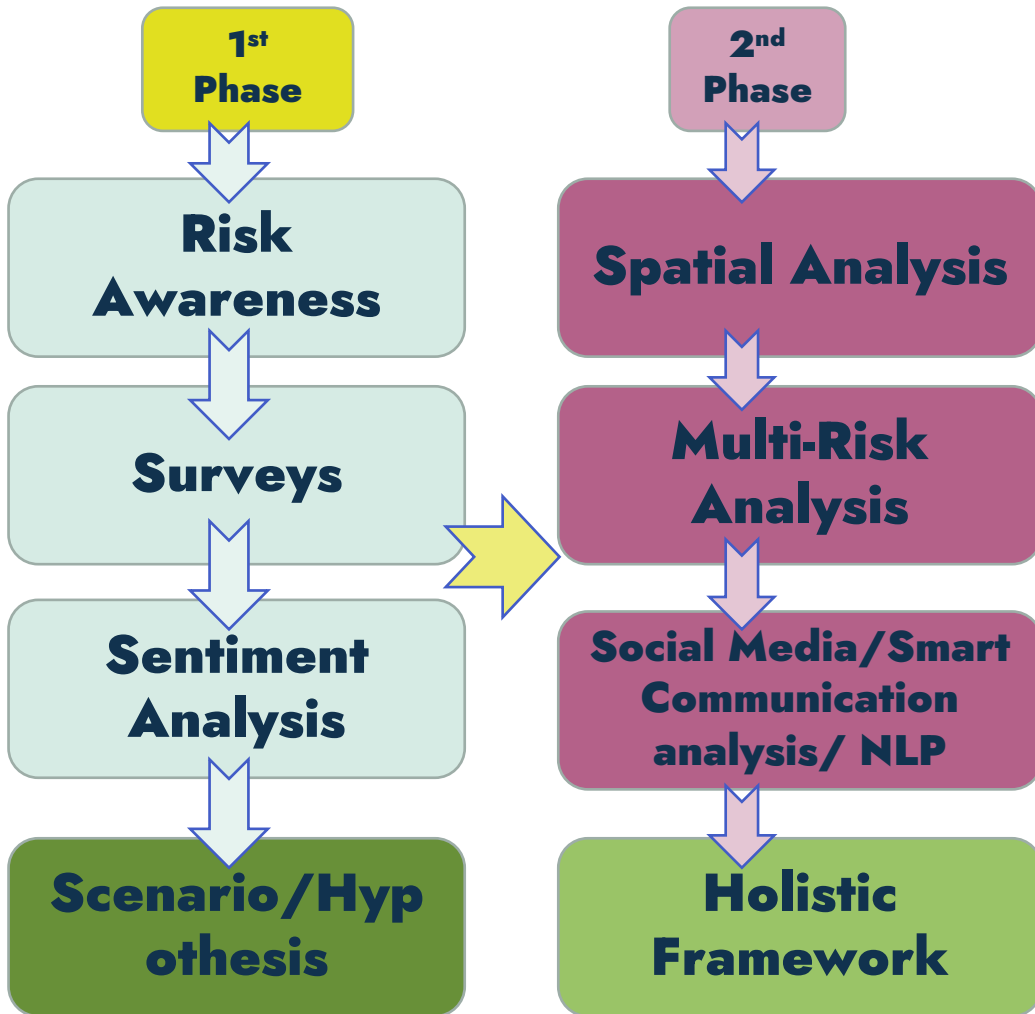 1st
Phase
Risk
Awareness
Surveys
Sentiment
Analysis
Scenario/Hyp
othesis
2nd
Phase
Spatial Analysis
Multi-Risk
Analysis
Social Media/Smart
Communication
analysis/ NLP
Holistic
Framework